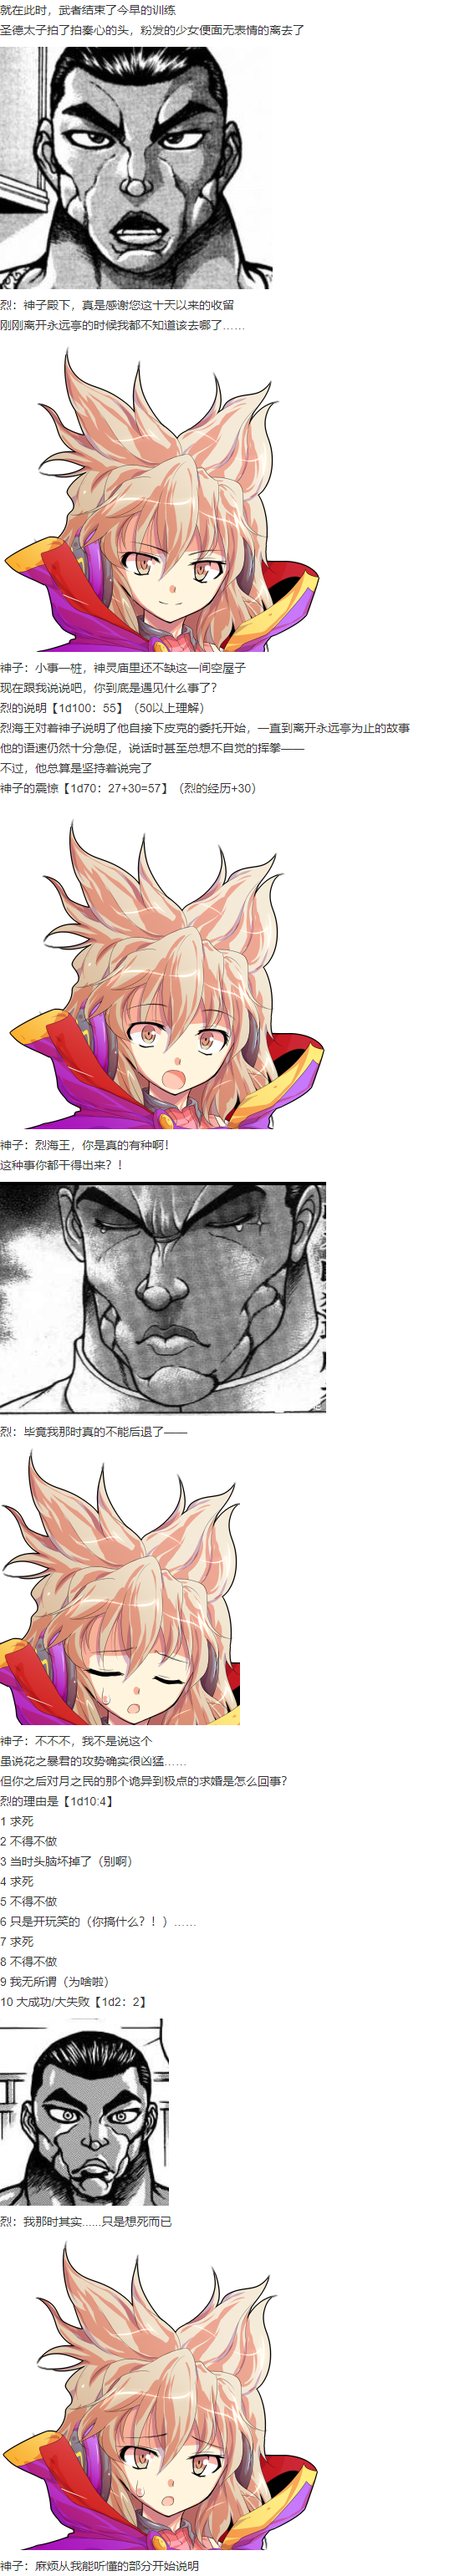 就在此时，武者结束了今早的训练
圣德太子拍了拍秦心的头，粉发的少女便面无表情的离去了
烈：神子殿下，真是感谢您这十天以来的收留
刚刚离开永远亭的时候我都不知道该去哪了……
神子：小事一桩，神灵庙里还不缺这一间空屋子
现在跟我说说吧，你到底是遇见什么事了？
烈的说明【1d100：55】（50以上理解）
烈海王对着神子说明了他自接下皮克的委托开始，一直到离开永远亭为止的故事
他的语速仍然十分急促，说话时甚至总想不自觉的挥拳——
不过，他总算是坚持着说完了
神子的震惊【1d70：27+30=57】（烈的经历+30）
神子：烈海王，你是真的有种啊！
这种事你都干得出来？！
烈：毕竟我那时真的不能后退了——
神子：不不不，我不是说这个
虽说花之暴君的攻势确实很凶猛……
但你之后对月之民的那个诡异到极点的求婚是怎么回事？
烈的理由是【1d10:4】
1 求死
2 不得不做
3 当时头脑坏掉了（别啊）
4 求死
5 不得不做
6 只是开玩笑的（你搞什么？！）……
7 求死
8 不得不做
9 我无所谓（为啥啦）
10 大成功/大失败【1d2：2】
烈：我那时其实......只是想死而已
神子：麻烦从我能听懂的部分开始说明